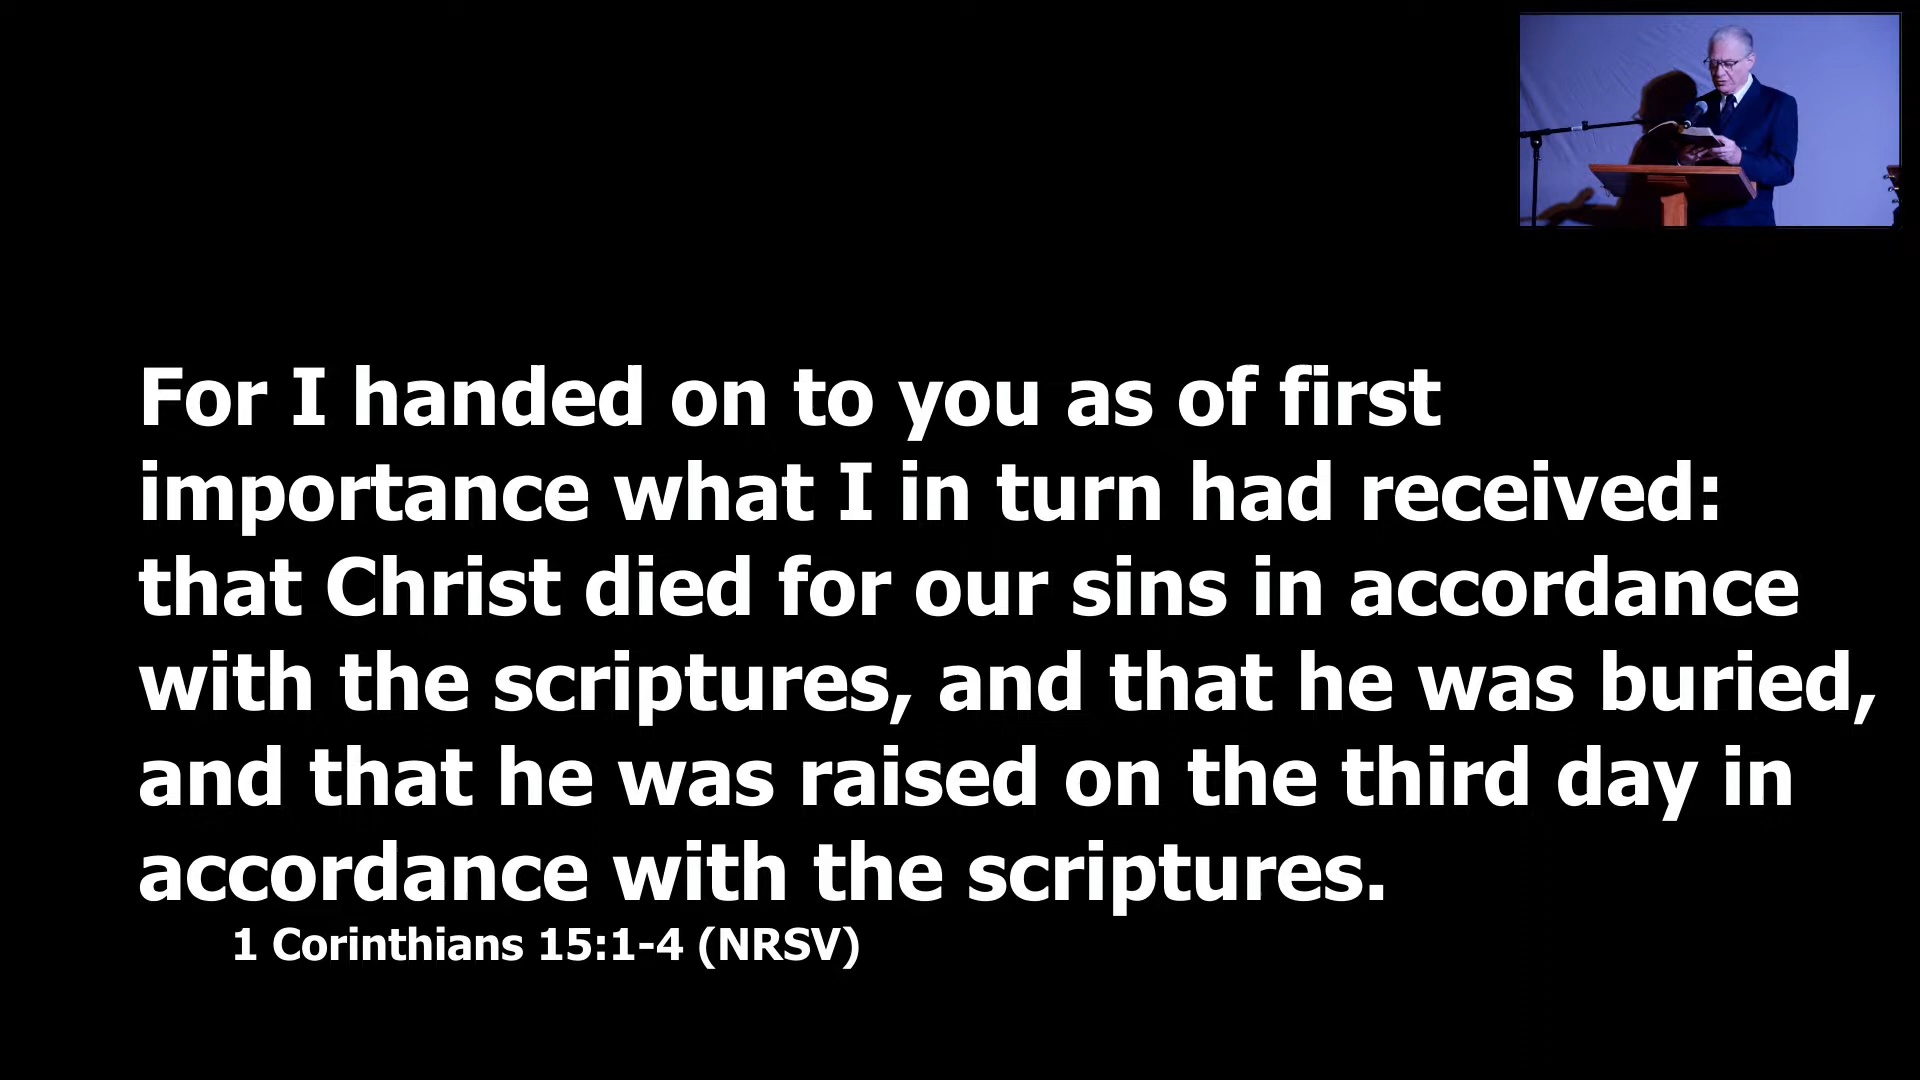 For I handed on to you as of first
importance what I in turn had received:
that Christ died for our sins in accordance
with the scriptures, and that he was buried,
and that he was raised on the third day in
accordance with the scriptures.
1 Corinthians 15:1-4 (NRSV)